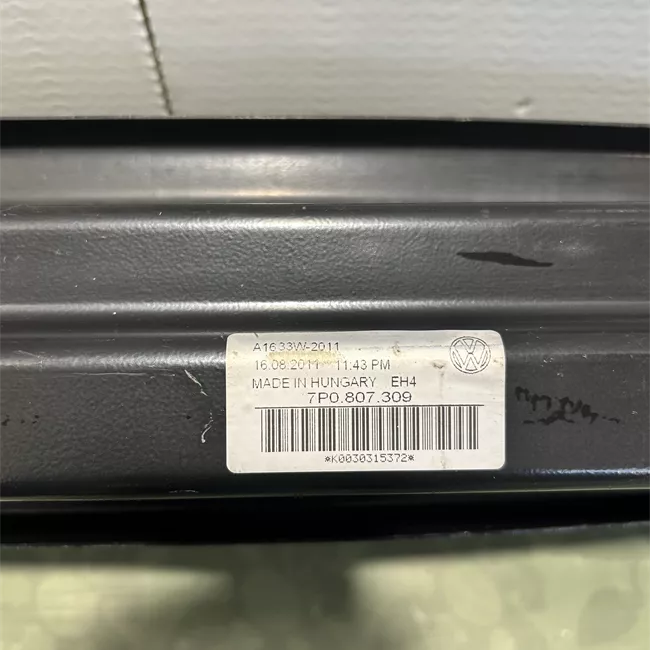 A1633W-2011
16.08.2011 11:43 PM
MADE IN HUNGARY EH4
7P0.807.309
*K0030315372*